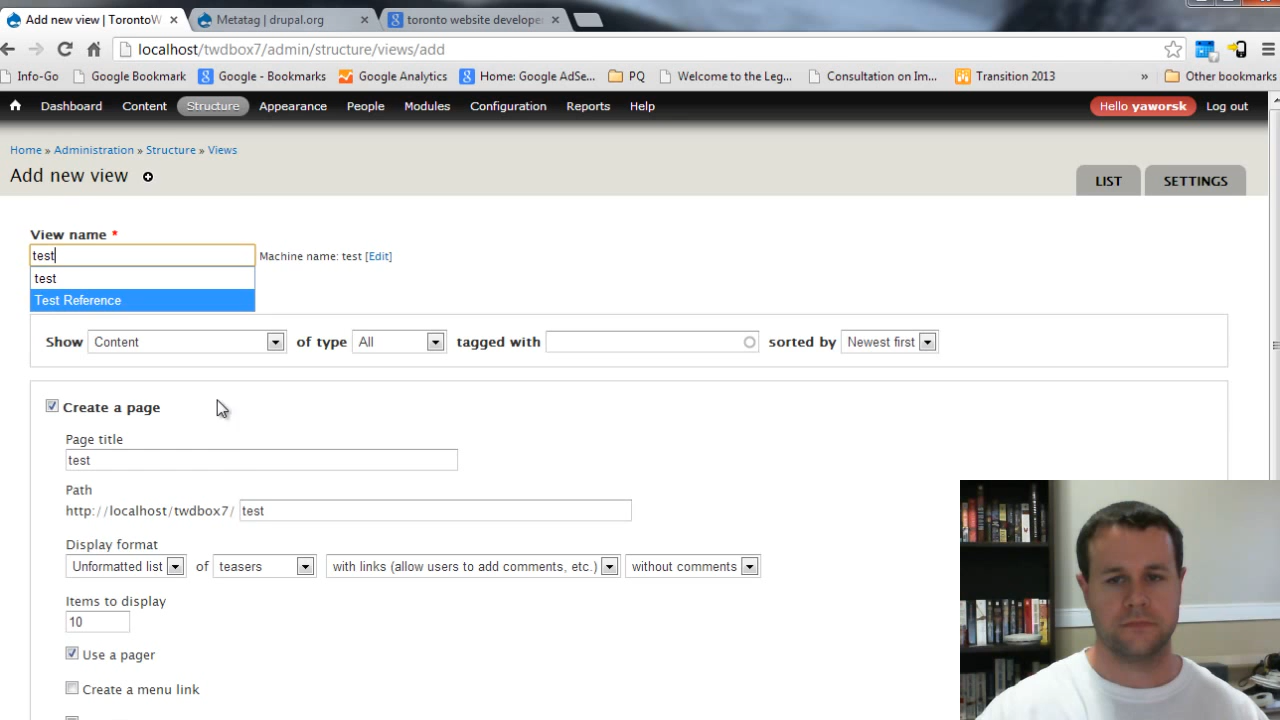 Add new view | TorontoW
Metatag | drupal.org
toronto website develope
localhost/twdbox7/admin/structure/views/add
Info-Go
Google Bookmark
Google - Bookmarks
Google Analytics
Home: Google AdSe...
PQ
Welcome to the Leg...
Consultation on Im...
Transition 2013
»
Other bookmarks
Dashboard
Content
Structure
Appearance
People
Modules
Configuration
Reports
Help
Hello yaworsk
Log out
Home » Administration » Structure » Views
Add new view
LIST
SETTINGS
View name *
test
Machine name: test [Edit]
test
Test Reference
Show Content of type All tagged with sorted by Newest first
Create a page
Page title
test
Path
http://localhost/twdbox7/ test
Display format
Unformatted list of teasers with links (allow users to add comments, etc.) without comments
Items to display
10
Use a pager
Create a menu link